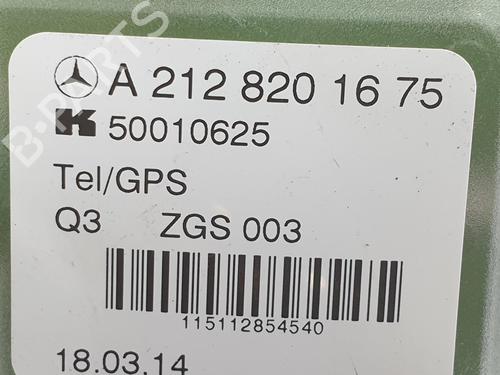 A 212 820 16 75
K 50010625
Tel/GPS
Q3 ZGS 003
115112854540
18.03.14
B-PARTS